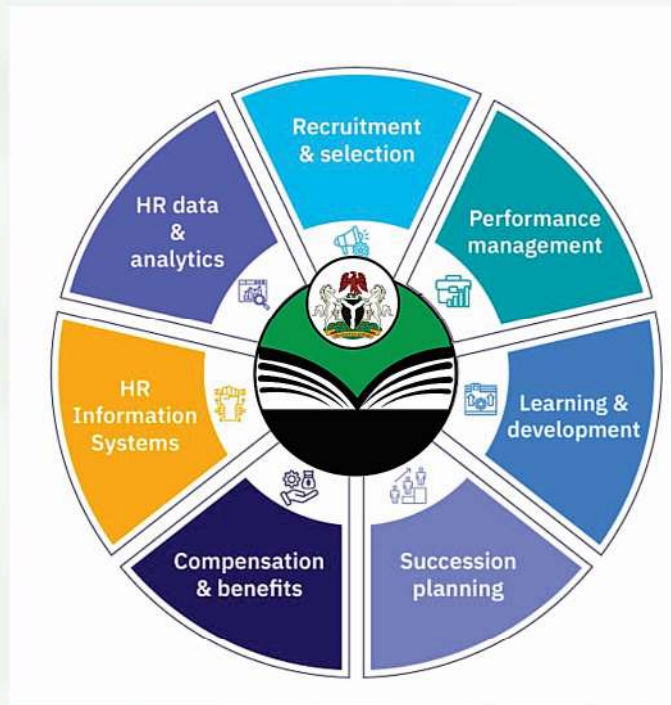 Recruitment
& selection
Performance
management
Learning &
development
Succession
planning
Compensation
& benefits
HR
Information
Systems
HR data
&
analytics